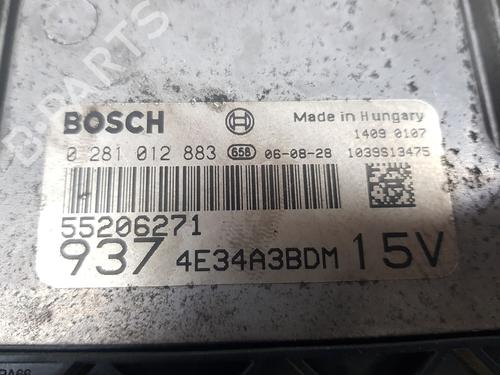 BOSCH Made in Hungary
1409 0107
0 281 012 883 658 06-08-28 1039S13475
55206271
937 4E34A3BDM 15V
B-PARTS